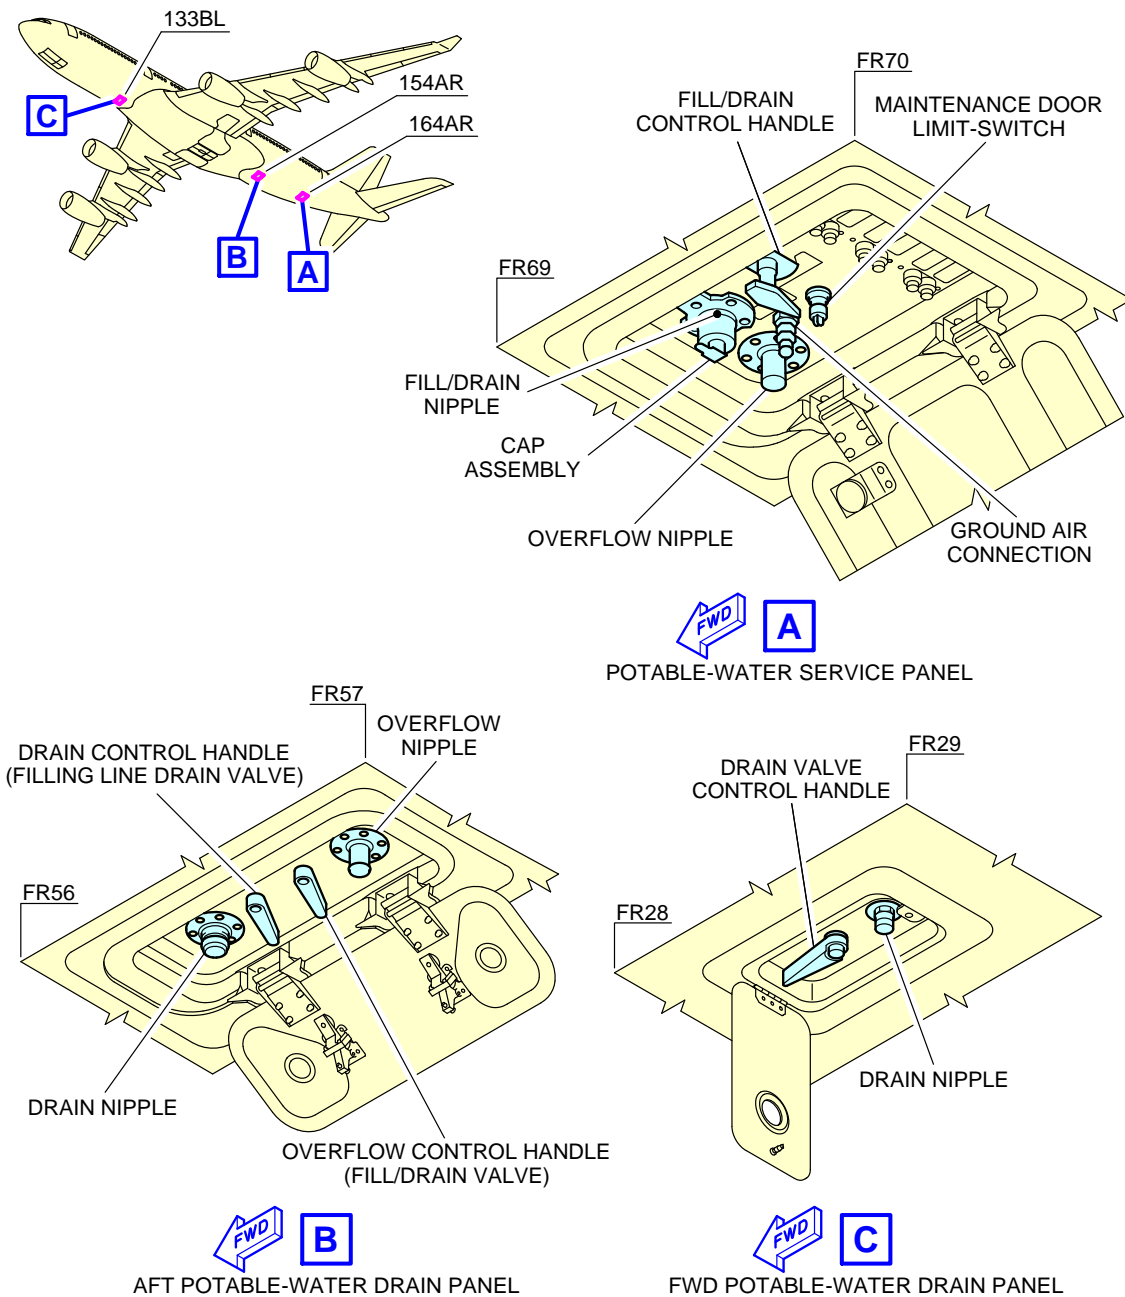 133BL
154AR
164AR
C
B
A
FR70
FILL/DRAIN
CONTROL HANDLE
MAINTENANCE DOOR
LIMIT-SWITCH
FR69
FILL/DRAIN
NIPPLE
CAP
ASSEMBLY
OVERFLOW NIPPLE
GROUND AIR
CONNECTION
FWD
A
POTABLE-WATER SERVICE PANEL
FR57
OVERFLOW
NIPPLE
DRAIN CONTROL HANDLE
(FILLING LINE DRAIN VALVE)
FR56
DRAIN NIPPLE
OVERFLOW CONTROL HANDLE
(FILL/DRAIN VALVE)
FWD
B
AFT POTABLE-WATER DRAIN PANEL
FR29
DRAIN VALVE
CONTROL HANDLE
FR28
DRAIN NIPPLE
FWD
C
FWD POTABLE-WATER DRAIN PANEL